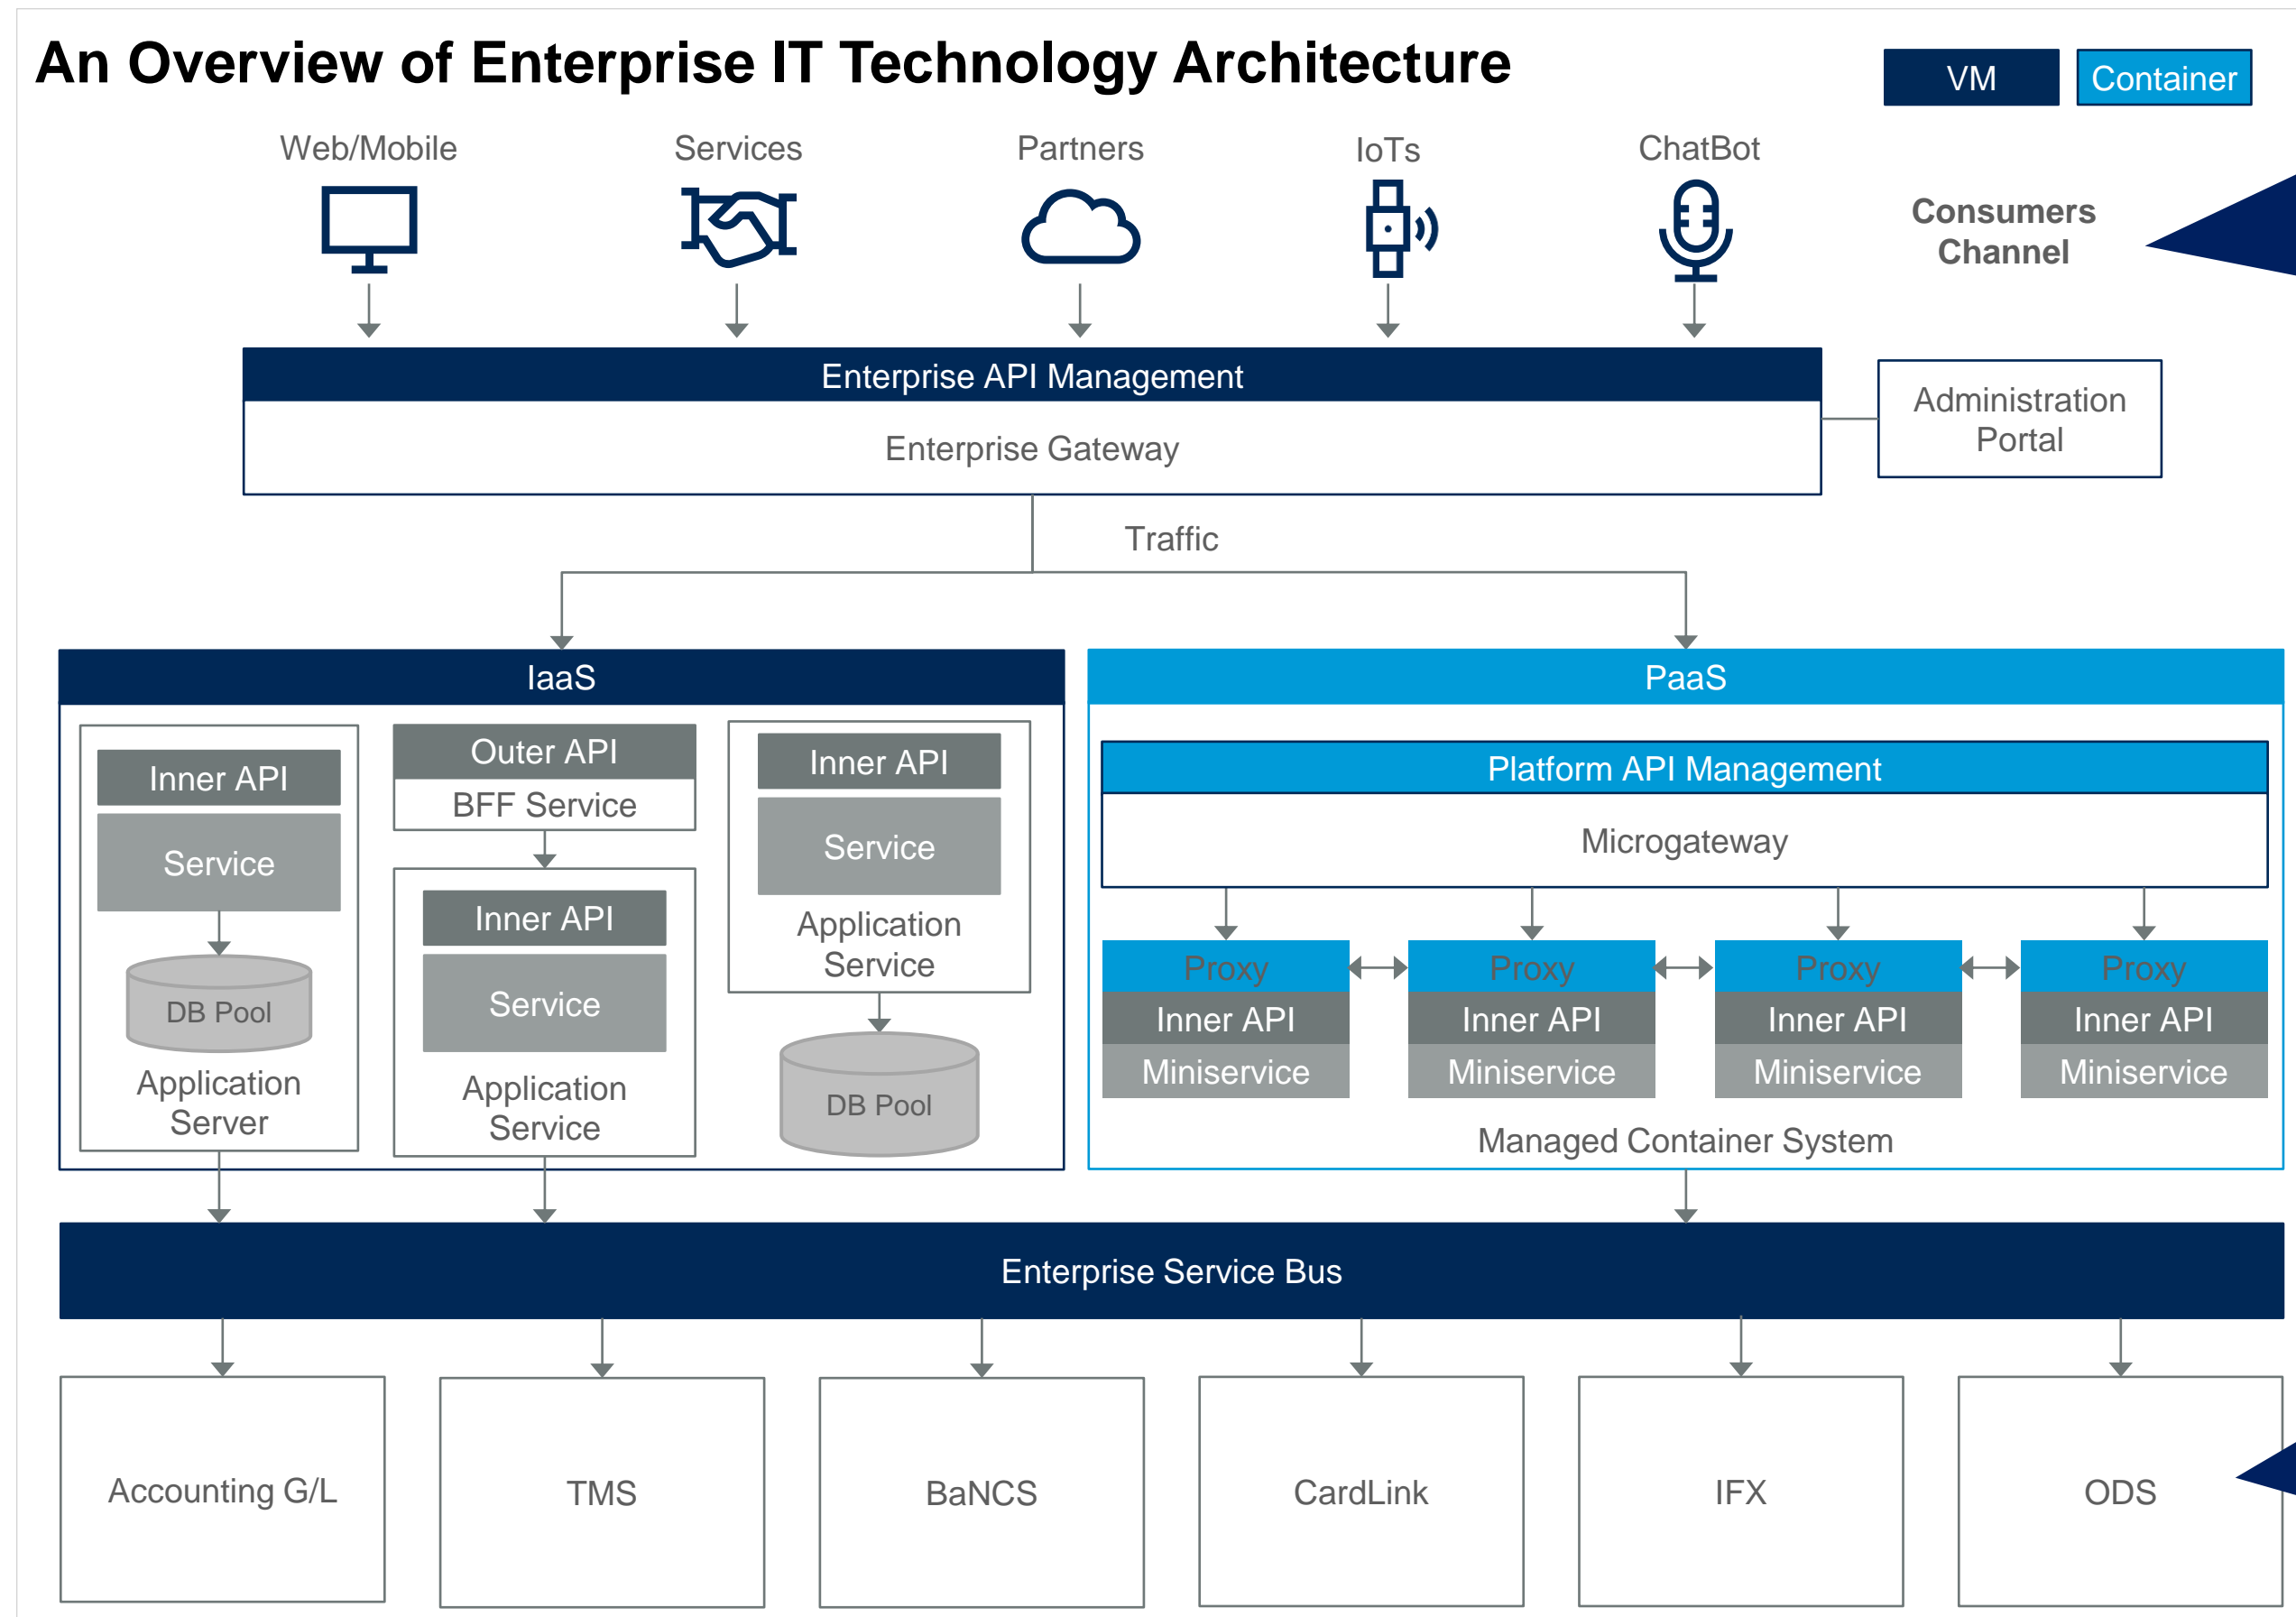 An Overview of Enterprise IT Technology Architecture
VM
Container
Web/Mobile
Services
Partners
IoTs
ChatBot
Consumers
Channel
Enterprise API Management
Enterprise Gateway
Administration
Portal
Traffic
IaaS
Inner API
Service
DB Pool
Application
Server
Outer API
BFF Service
Inner API
Service
Application
Service
Inner API
Service
Application
Service
DB Pool
PaaS
Platform API Management
Microgateway
Proxy
Proxy
Proxy
Proxy
Inner API
Inner API
Inner API
Inner API
Miniservice
Miniservice
Miniservice
Miniservice
Managed Container System
Enterprise Service Bus
Accounting G/L
TMS
BaNCS
CardLink
IFX
ODS